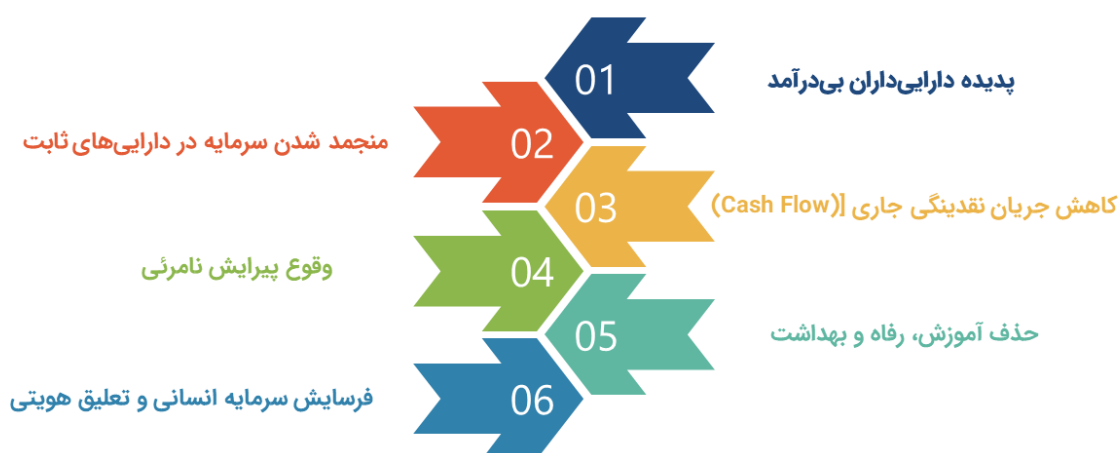 01
پدیده دارایی‌داران بی‌درآمد
02
منجمد شدن سرمایه در دارایی‌های ثابت
03
کاهش جریان نقدینگی جاری [(Cash Flow)
04
وقوع پیرایش نامرئی
05
حذف آموزش، رفاه و بهداشت
06
فرسایش سرمایه انسانی و تعلیق هویتی